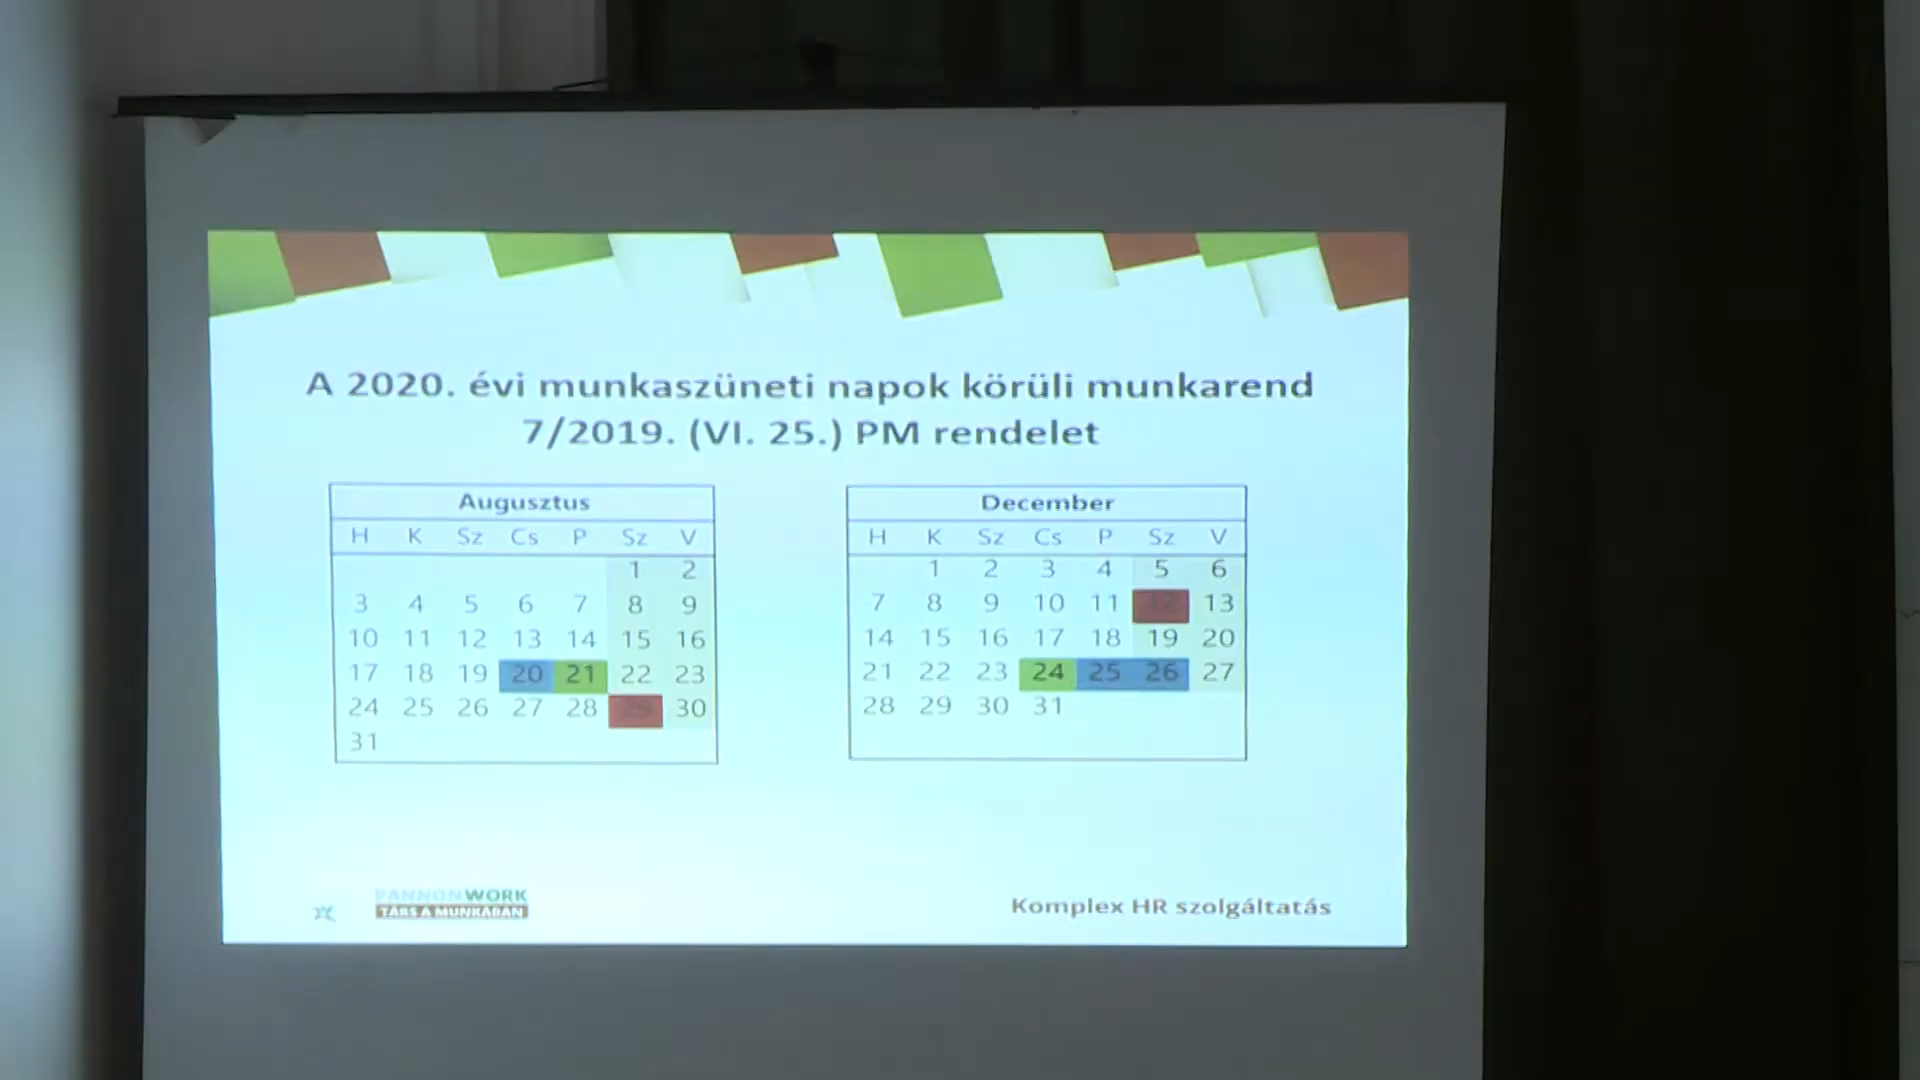 A 2020. évi munkaszüneti napok körüli munkarend
7/2019. (VI. 25.) PM rendelet
Augusztus
H K Sz Cs P Sz V
1 2
3 4 5 6 7 8 9
10 11 12 13 14 15 16
17 18 19 20 21 22 23
24 25 26 27 28 29 30
31
December
H K Sz Cs P Sz V
1 2 3 4 5 6
7 8 9 10 11 12 13
14 15 16 17 18 19 20
21 22 23 24 25 26 27
28 29 30 31
PANNONWORK
TÁRS A MUNKÁBAN
Komplex HR szolgáltatás